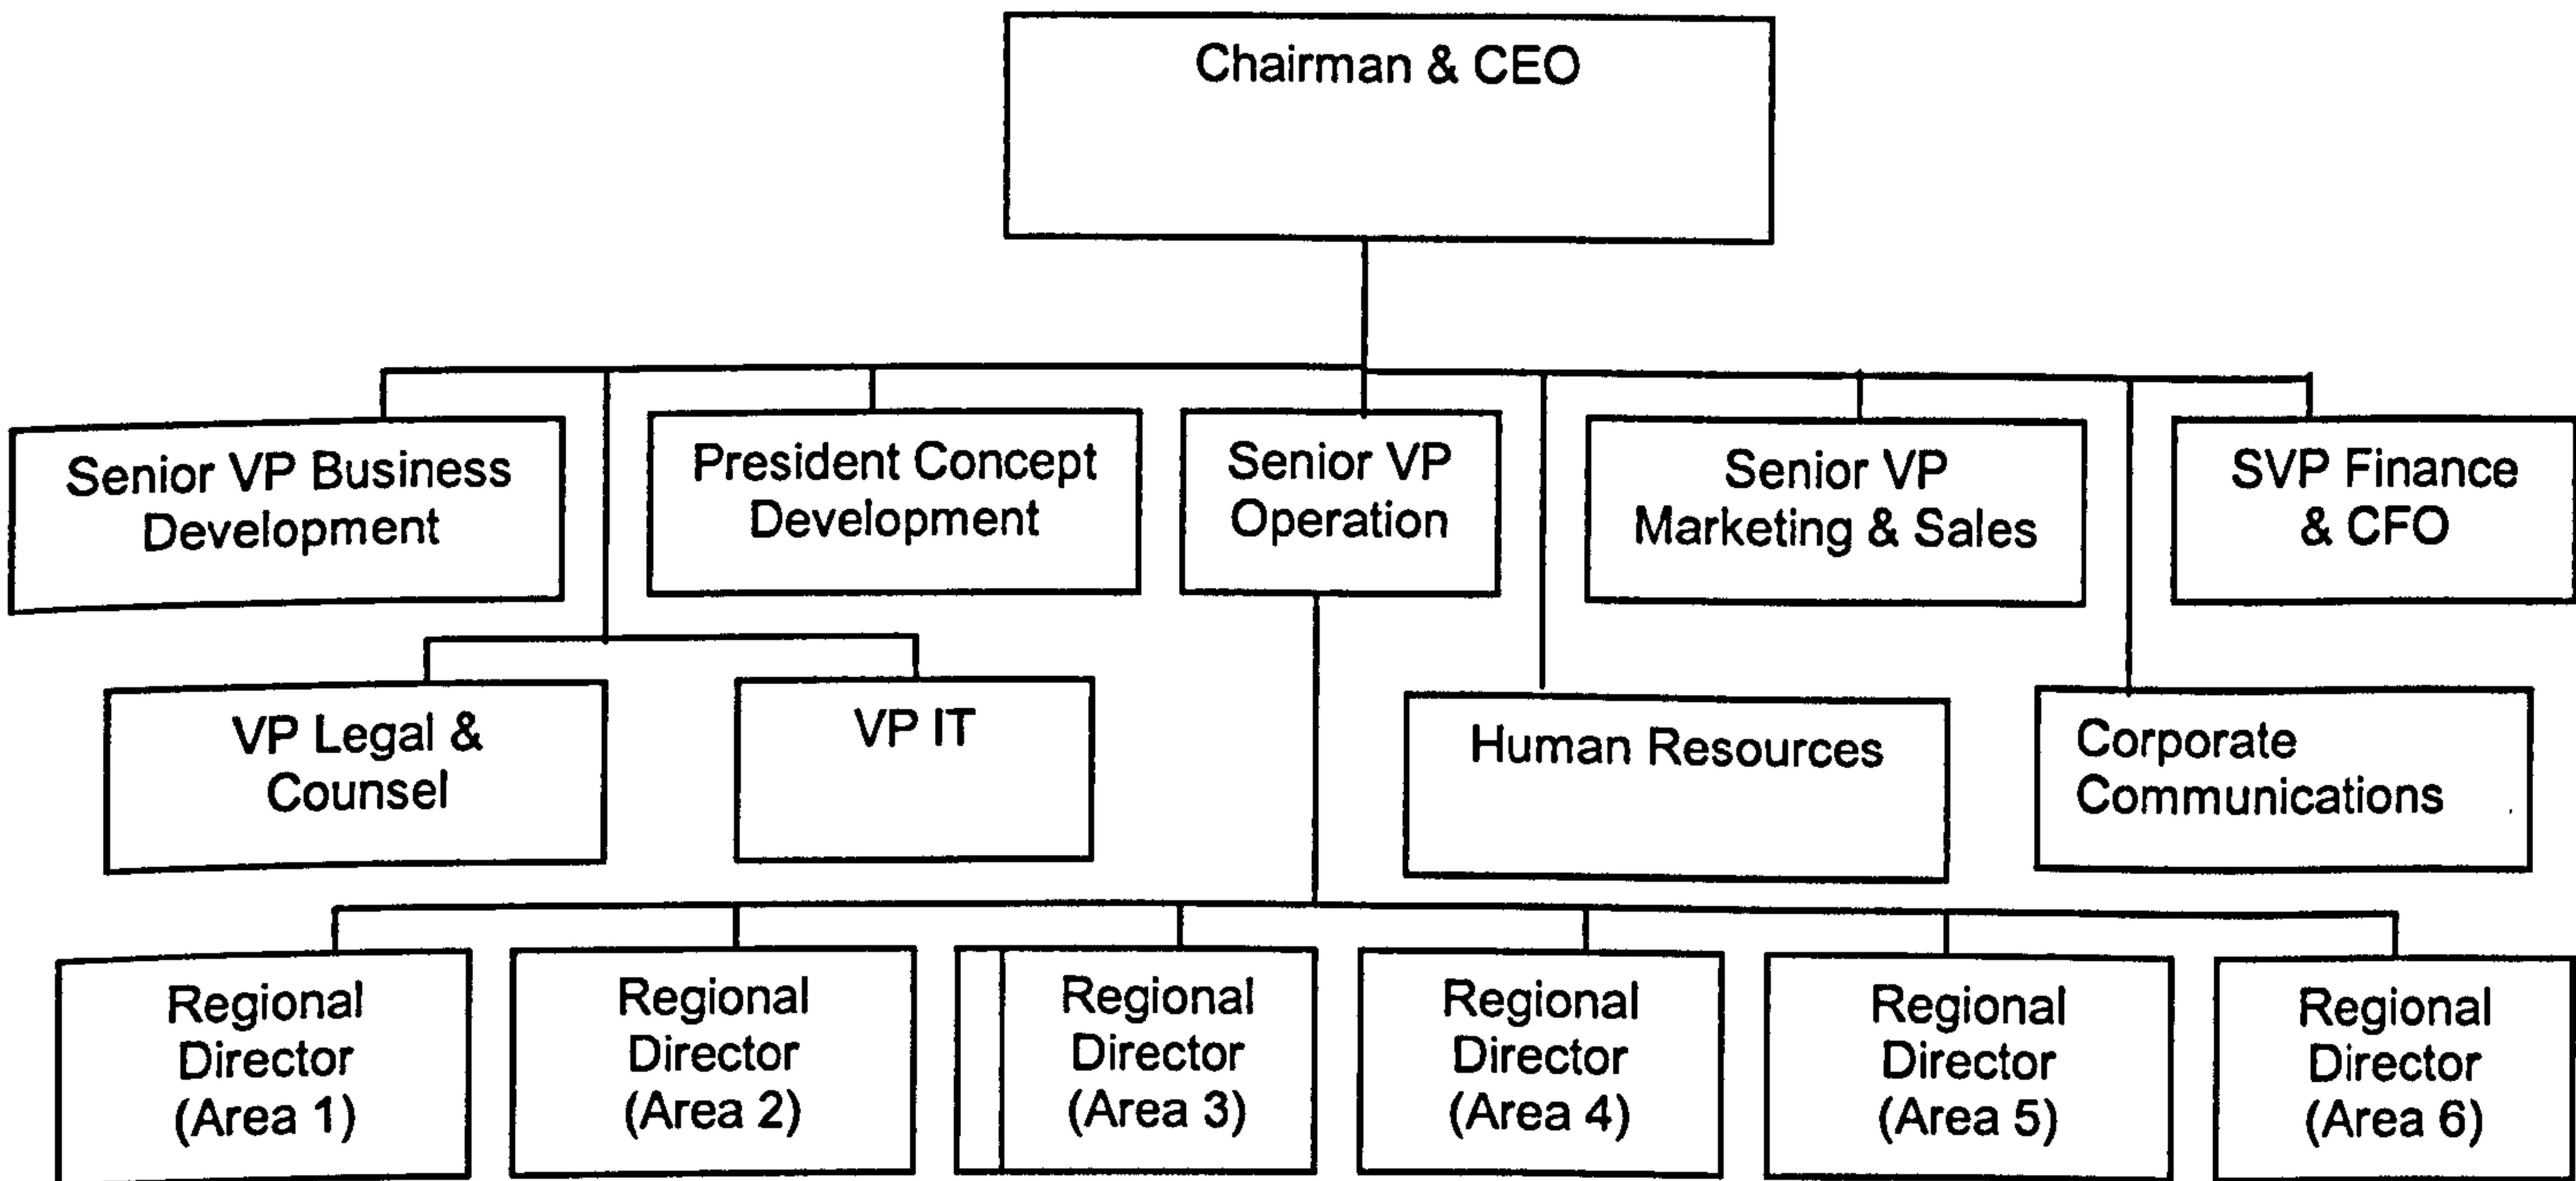 Chairman & CEO
Senior VP Business
Development
President Concept
Development
Senior VP
Operation
Senior VP
Marketing & Sales
SVP Finance
& CFO
VP Legal &
Counsel
VP IT
Human Resources
Corporate
Communications
Regional
Director
(Area 1)
Regional
Director
(Area 2)
Regional
Director
(Area 3)
Regional
Director
(Area 4)
Regional
Director
(Area 5)
Regional
Director
(Area 6)